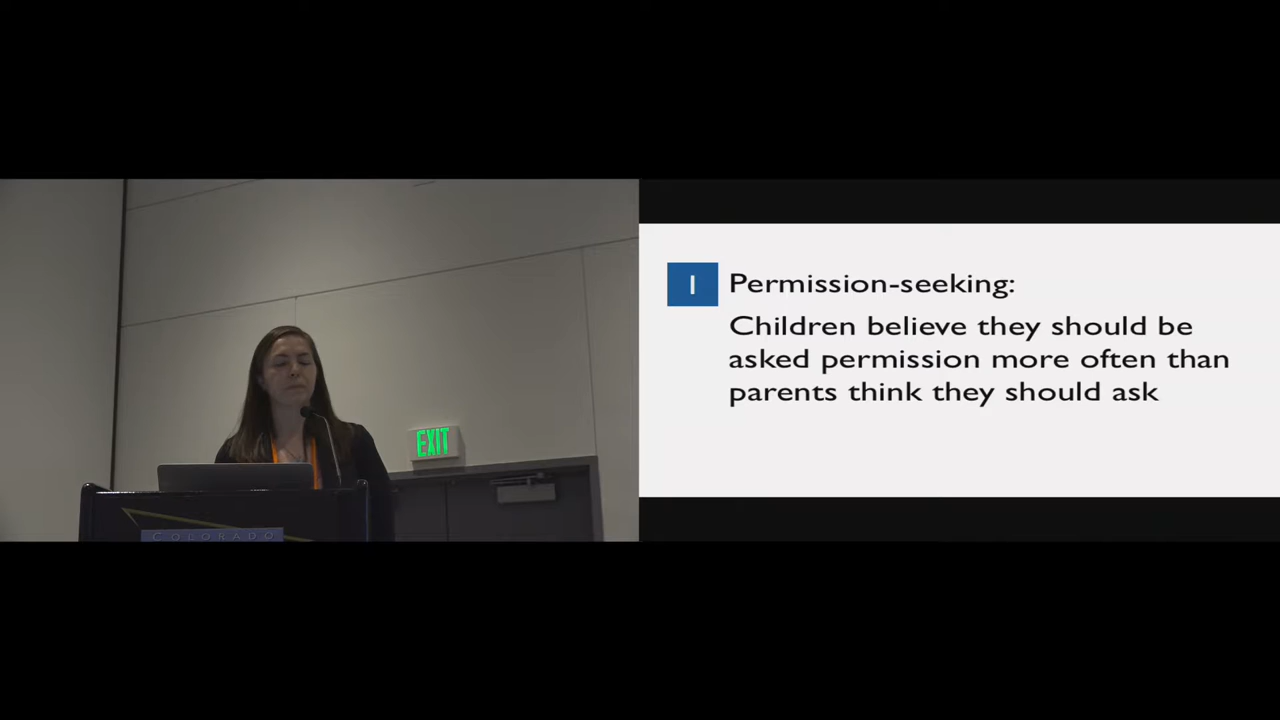 EXIT
COLORADO
1
Permission-seeking:
Children believe they should be
asked permission more often than
parents think they should ask